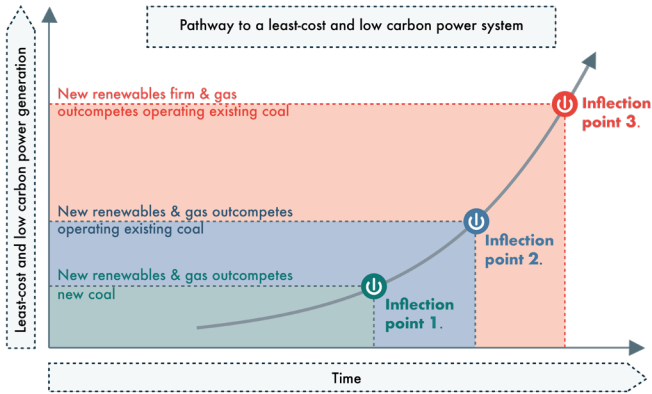 Pathway to a least-cost and low carbon power system
Least-cost and low carbon power generation
New renewables firm & gas
outcompetes operating existing coal
Inflection
point 3.
New renewables & gas outcompetes
operating existing coal
Inflection
point 2.
New renewables & gas outcompetes
new coal
Inflection
point 1.
Time